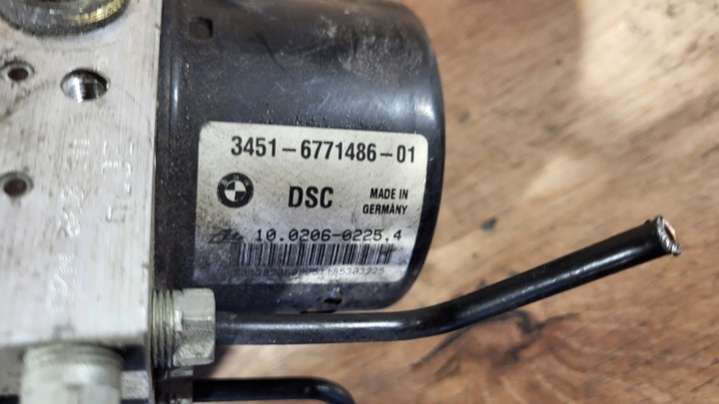 3451-6771486-01
DSC
MADE IN
GERMANY
10.0206-0225.4